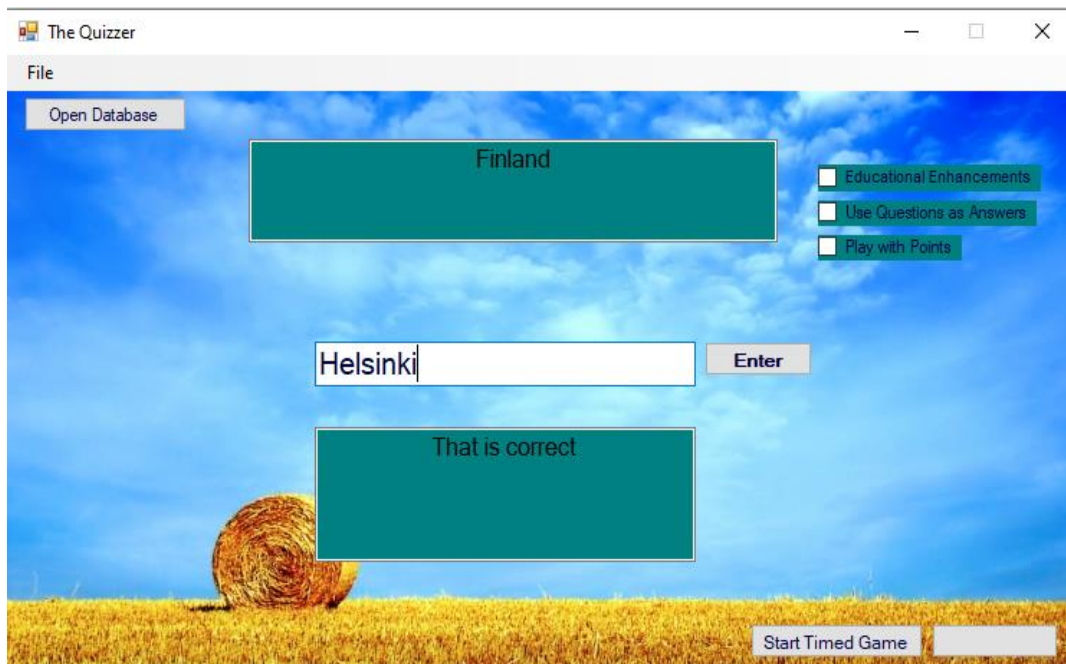 The Quizzer
File
Open Database
Finland
Educational Enhancements
Use Questions as Answers
Play with Points
Helsinki
Enter
That is correct
Start Timed Game